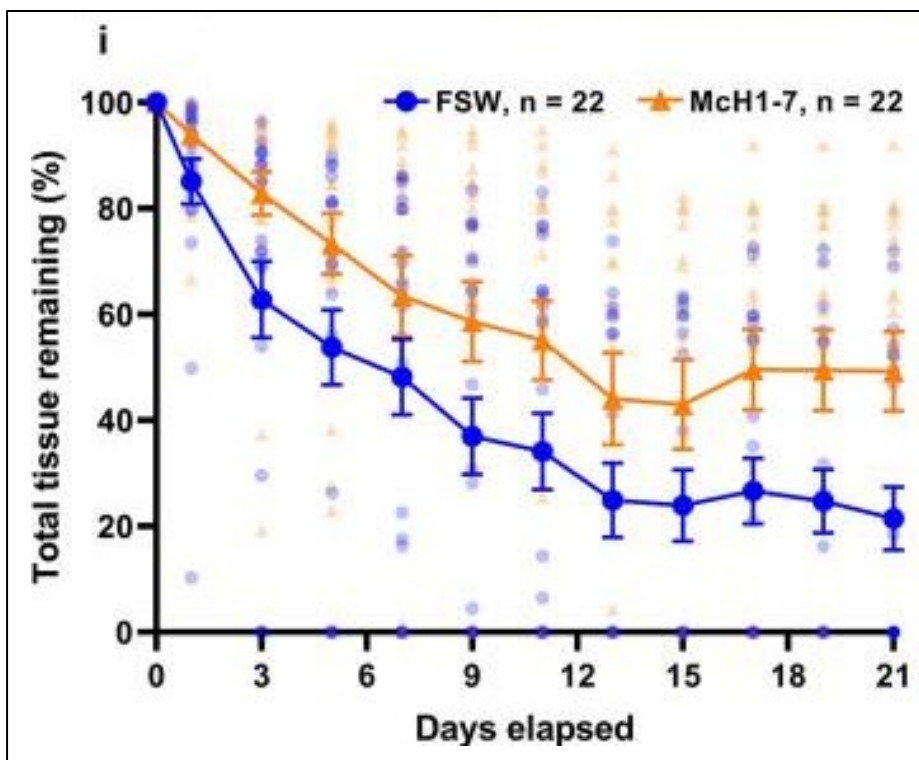 i
FSW, n = 22
McH1-7, n = 22
Total tissue remaining (%)
100
80
60
40
20
0
0 3 6 9 12 15 18 21
Days elapsed